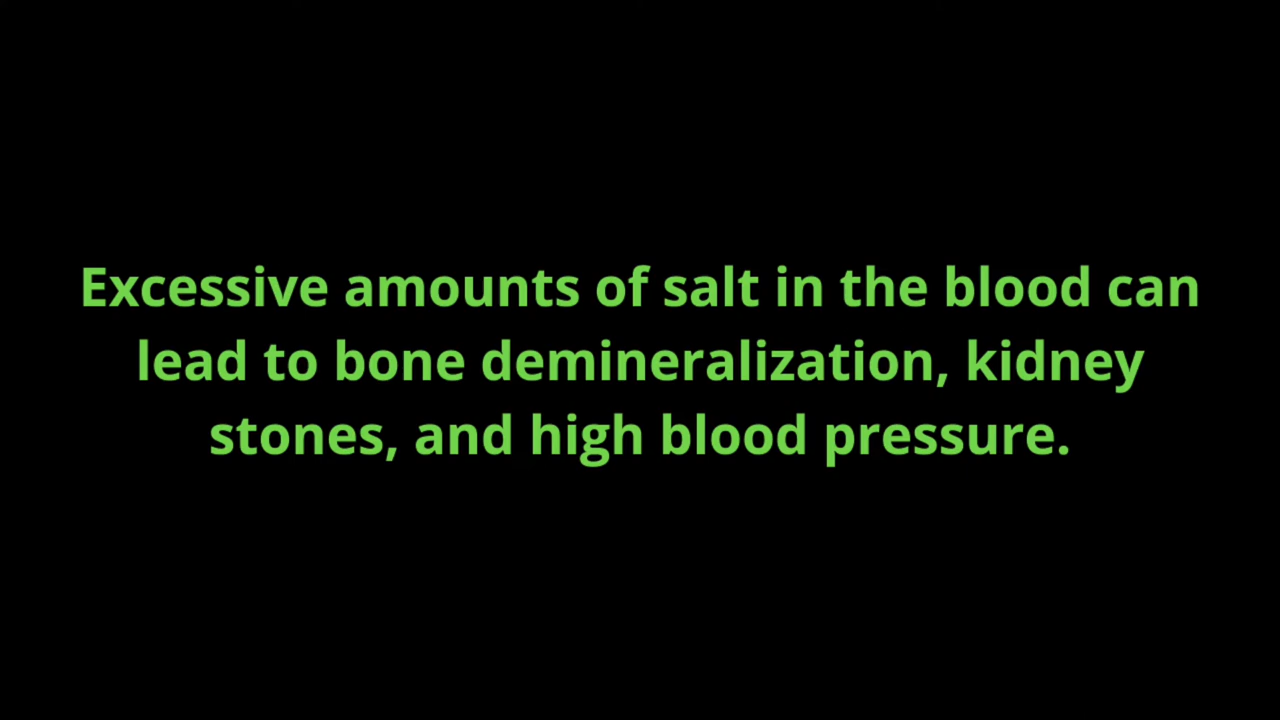 Excessive amounts of salt in the blood can
lead to bone demineralization, kidney
stones, and high blood pressure.